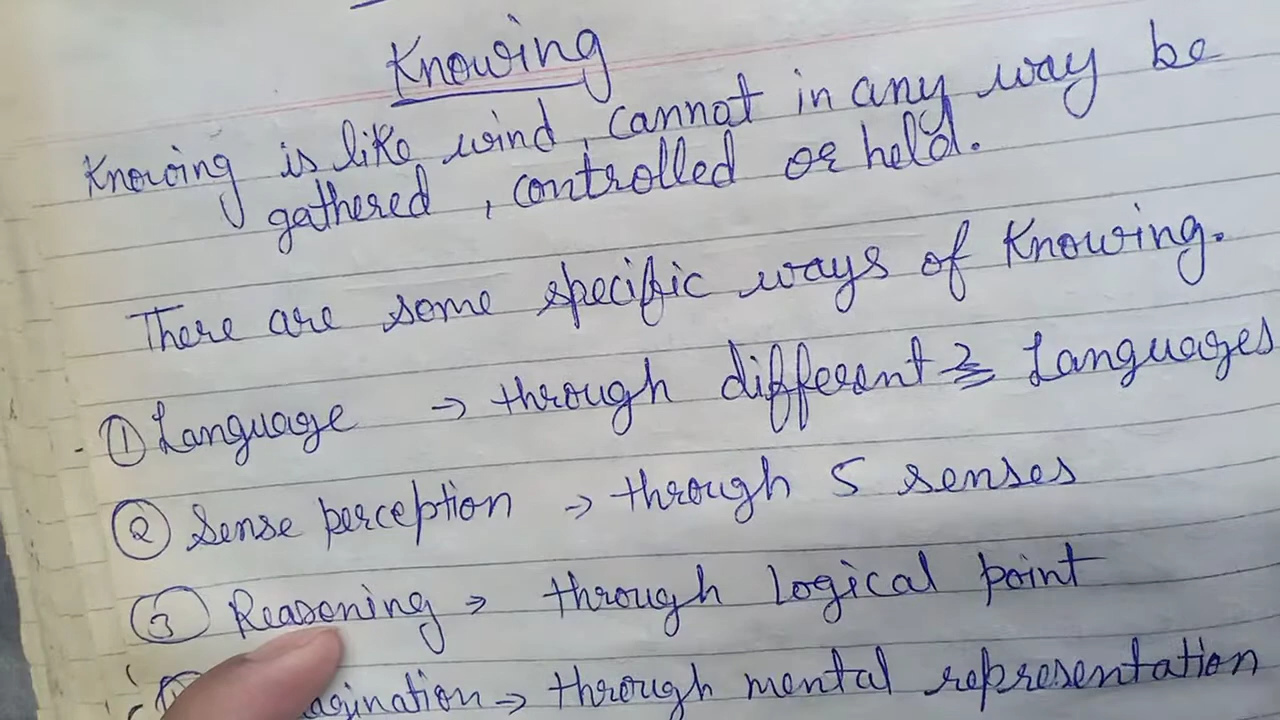 Knowing
Knowing is like wind, cannot in any way be
gathered, controlled or held.
There are some specific ways of Knowing.
① Language → through different Languages
② Sense perception → through 5 senses
③ Reasoning → through Logical point
agination → through mental representation